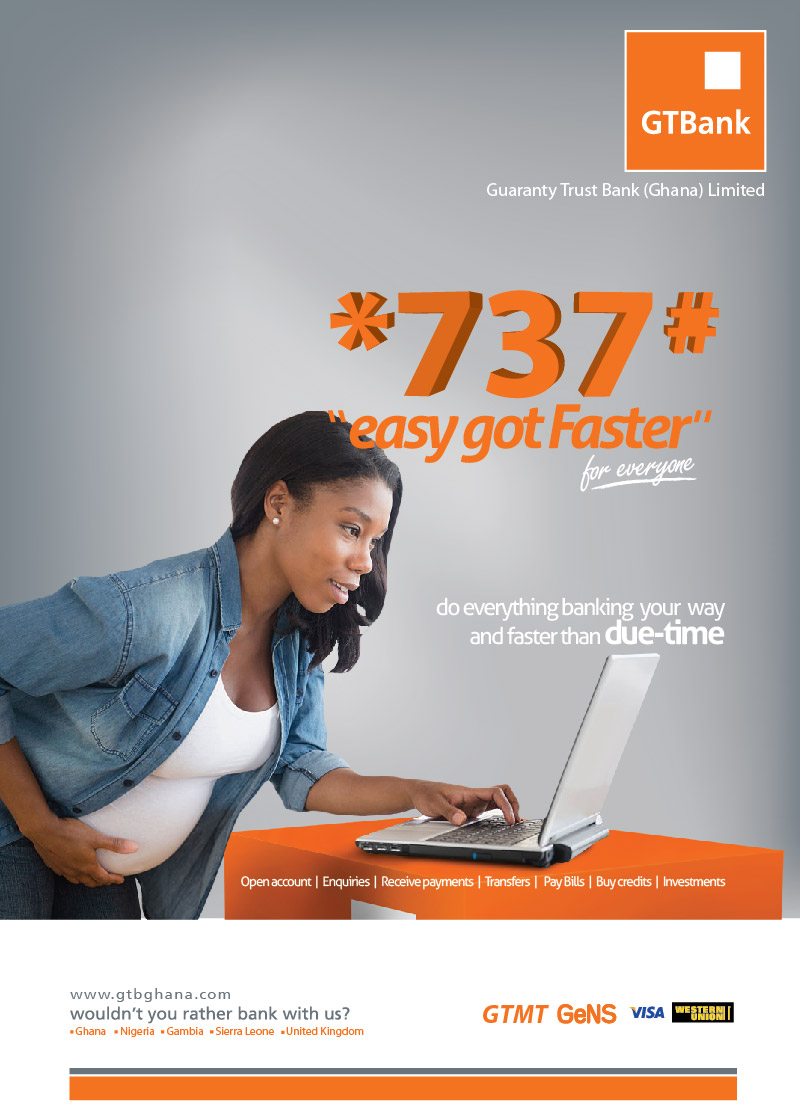 GTBank
Guaranty Trust Bank (Ghana) Limited
*737#
"easy got Faster"
for everyone
do everything banking your way
and faster than due-time
Open account | Enquiries | Receive payments | Transfers | Pay Bills | Buy credits | Investments
www.gtbghana.com
wouldn't you rather bank with us?
▪Ghana ▪Nigeria ▪Gambia ▪Sierra Leone ▪United Kingdom
GTMT GeNS VISA WESTERN UNION